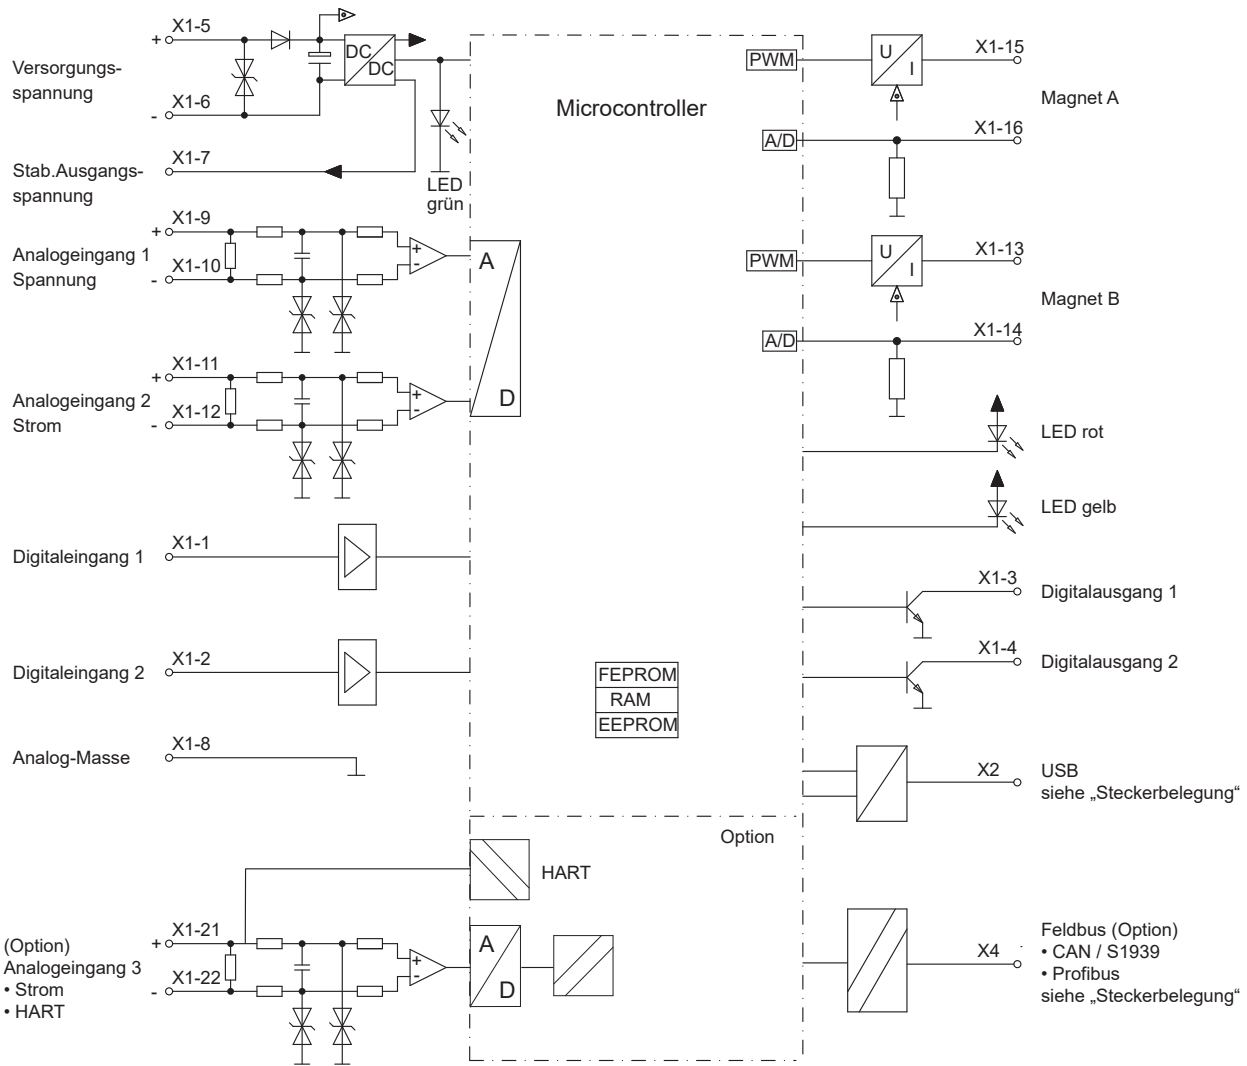 X1-5
+
Versorgungs-
spannung
X1-6
-
DC
DC
X1-7
Stab.Ausgangs-
spannung
LED
grün
X1-9
+
Analogeingang 1
X1-10
Spannung
-
+
-
A
D
X1-11
+
Analogeingang 2
X1-12
Strom
-
+
-
Digitaleingang 1
X1-1
Digitaleingang 2
X1-2
Analog-Masse
X1-8
Microcontroller
FEPROM
RAM
EEPROM
Option
HART
X1-21
+
(Option)
Analogeingang 3
X1-22
-
• Strom
• HART
+
-
A
D
PWM
U
I
X1-15
Magnet A
A/D
X1-16
PWM
U
I
X1-13
Magnet B
A/D
X1-14
LED rot
LED gelb
X1-3
Digitalausgang 1
X1-4
Digitalausgang 2
X2
USB
siehe „Steckerbelegung“
X4
Feldbus (Option)
• CAN / S1939
• Profibus
siehe „Steckerbelegung“